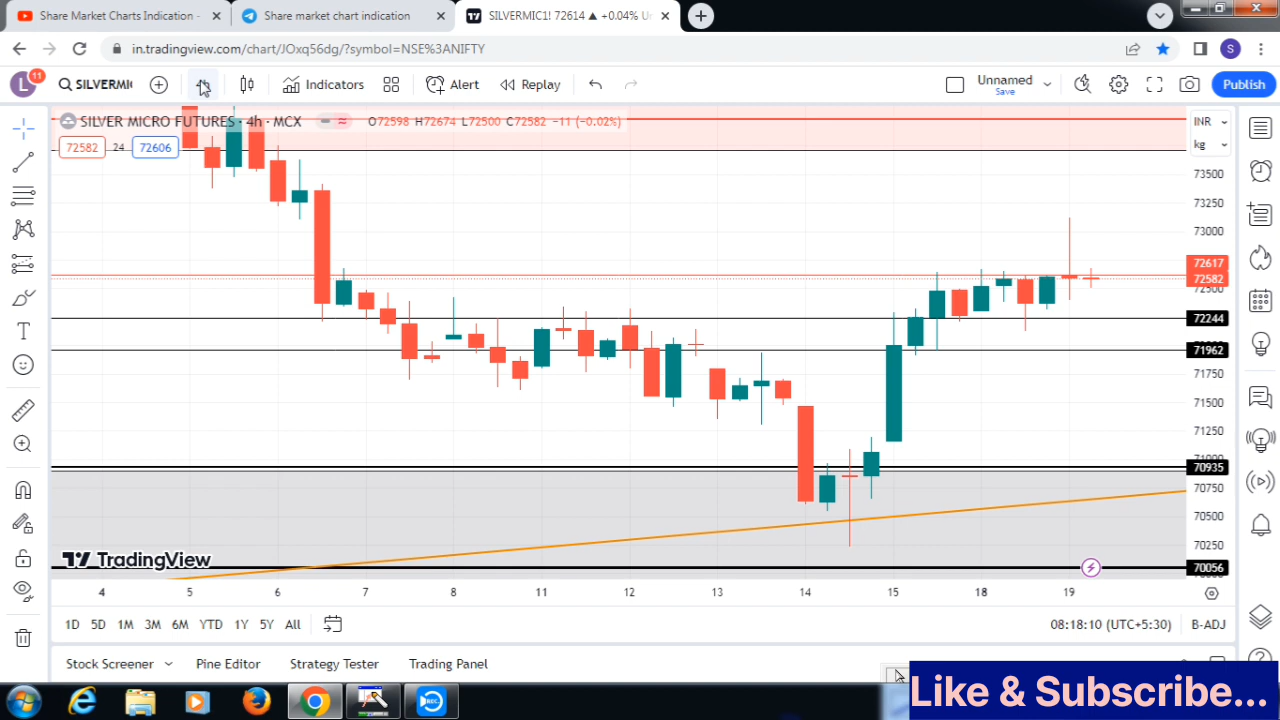 Share Market Charts Indication -
Share market chart indication
SILVERMIC1! 72614 ▲ +0.04% Un
in.tradingview.com/chart/JOxq56dg/?symbol=NSE%3ANIFTY
S
L
11
SILVERMI
Indicators
Alert
Replay
Unnamed
Save
Publish
SILVER MICRO FUTURES · 4h · MCX
O72598 H72674 L72500 C72582 −11 (−0.02%)
72582
24
72606
INR
kg
73500
73250
73000
72617
72582
72500
72244
71962
71750
71500
71250
71000
70935
70750
70500
70250
70056
TradingView
4
5
6
7
8
11
12
13
14
15
18
19
1D
5D
1M
3M
6M
YTD
1Y
5Y
All
08:18:10 (UTC+5:30)
B-ADJ
Stock Screener
Pine Editor
Strategy Tester
Trading Panel
REC
Like & Subscribe...